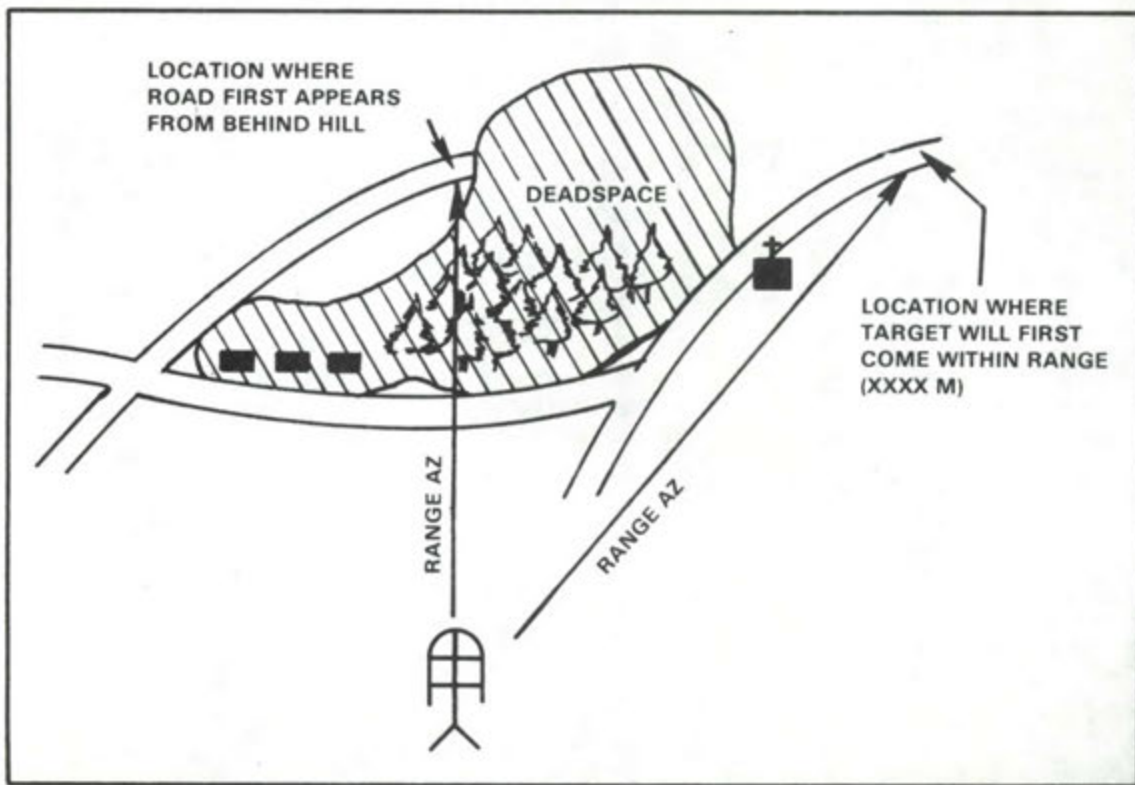 LOCATION WHERE
ROAD FIRST APPEARS
FROM BEHIND HILL
DEADSPACE
LOCATION WHERE
TARGET WILL FIRST
COME WITHIN RANGE
(XXXX M)
RANGE AZ
RANGE AZ